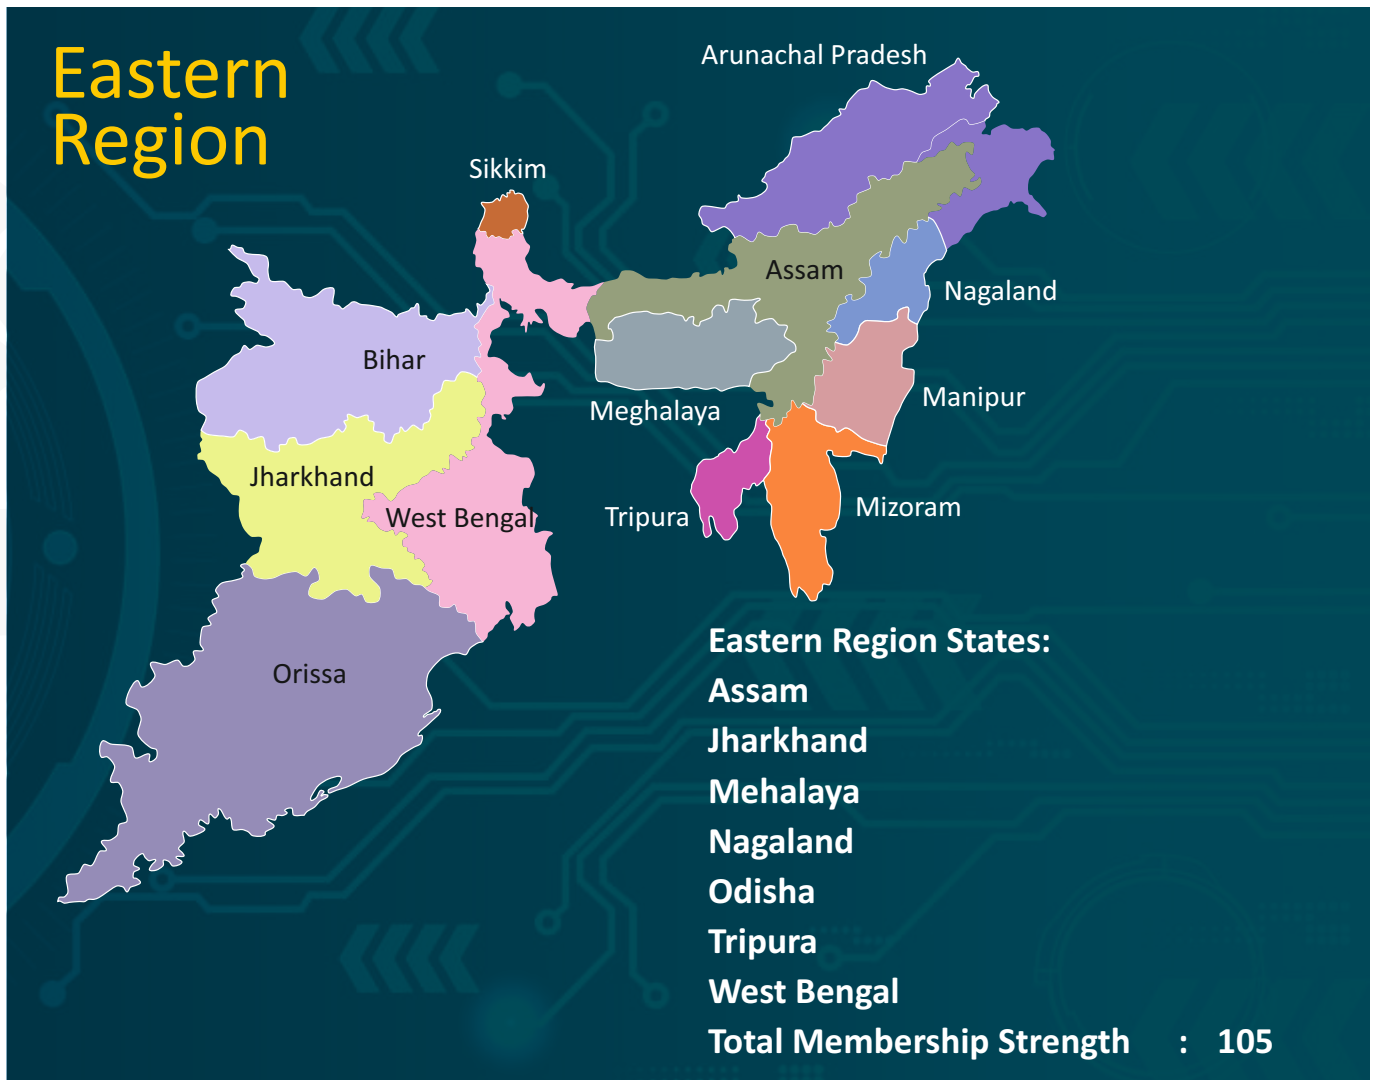 Eastern
Region
Arunachal Pradesh
Sikkim
Assam
Nagaland
Bihar
Manipur
Meghalaya
Jharkhand
West Bengal
Tripura
Mizoram
Orissa
Eastern Region States:
Assam
Jharkhand
Mehalaya
Nagaland
Odisha
Tripura
West Bengal
Total Membership Strength : 105